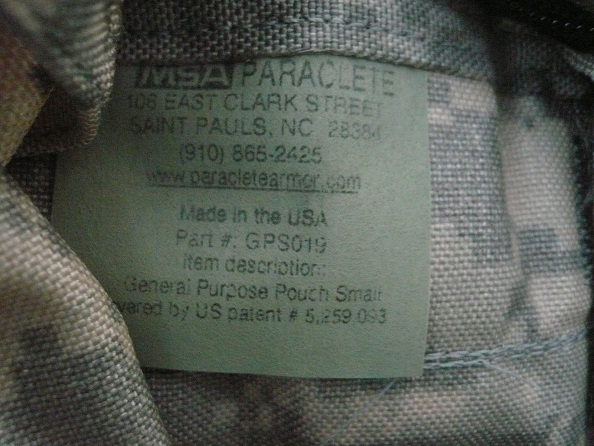 MSA PARACLETE
106 EAST CLARK STREET
SAINT PAULS, NC 28384
(910) 865-2425
www.paracletearmor.com
Made in the USA
Part #: GPS019
Item description:
General Purpose Pouch Small
overed by US patent # 5,259,093